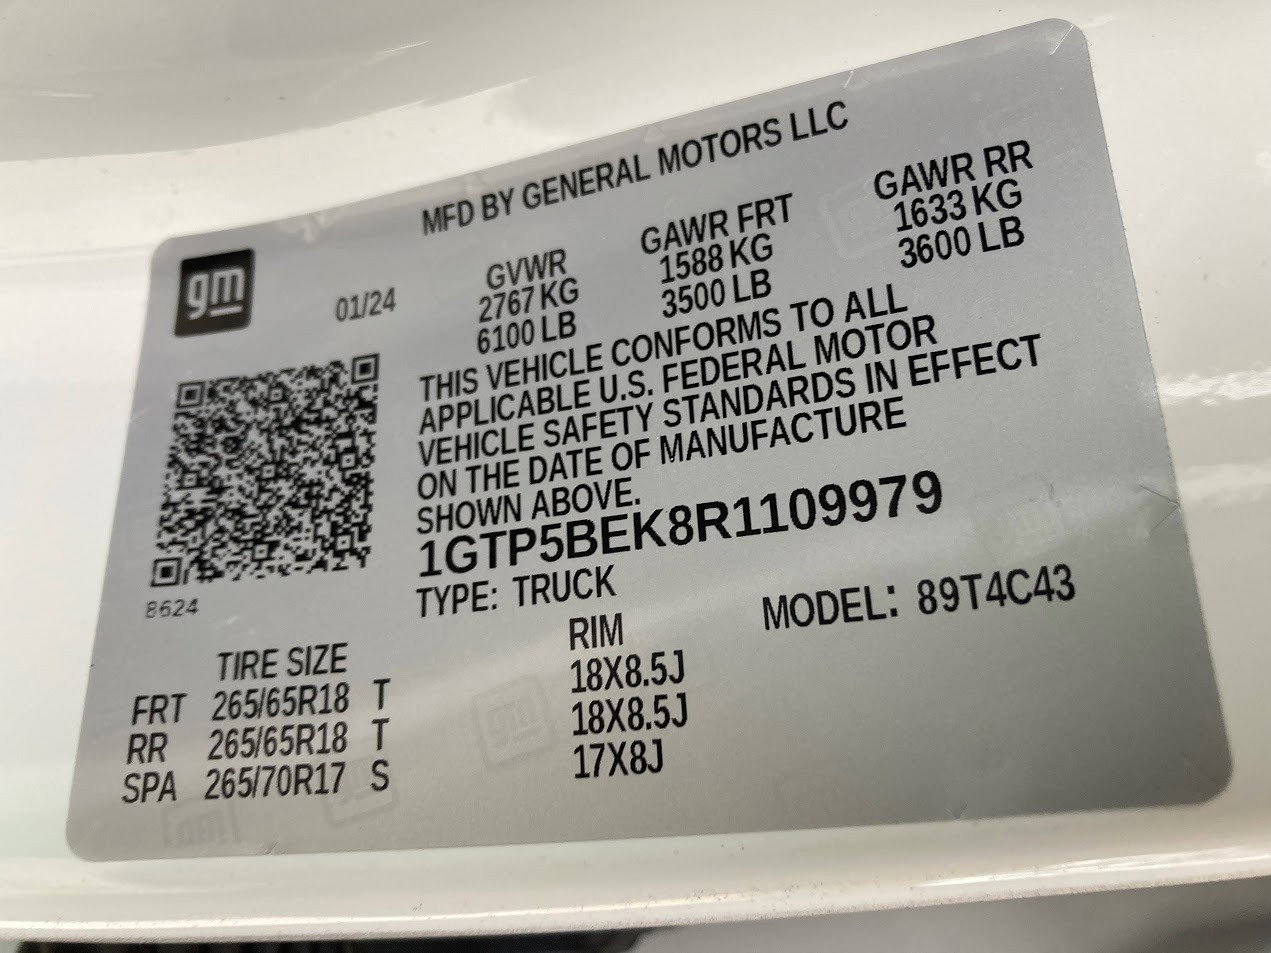 MFD BY GENERAL MOTORS LLC
gm
01/24
GVWR
2767 KG
6100 LB
GAWR FRT
1588 KG
3500 LB
GAWR RR
1633 KG
3600 LB
THIS VEHICLE CONFORMS TO ALL
APPLICABLE U.S. FEDERAL MOTOR
VEHICLE SAFETY STANDARDS IN EFFECT
ON THE DATE OF MANUFACTURE
SHOWN ABOVE.
1GTP5BEK8R1109979
TYPE: TRUCK
MODEL: 89T4C43
8624
TIRE SIZE RIM
FRT 265/65R18 T 18X8.5J
RR 265/65R18 T 18X8.5J
SPA 265/70R17 S 17X8J
gm
gm